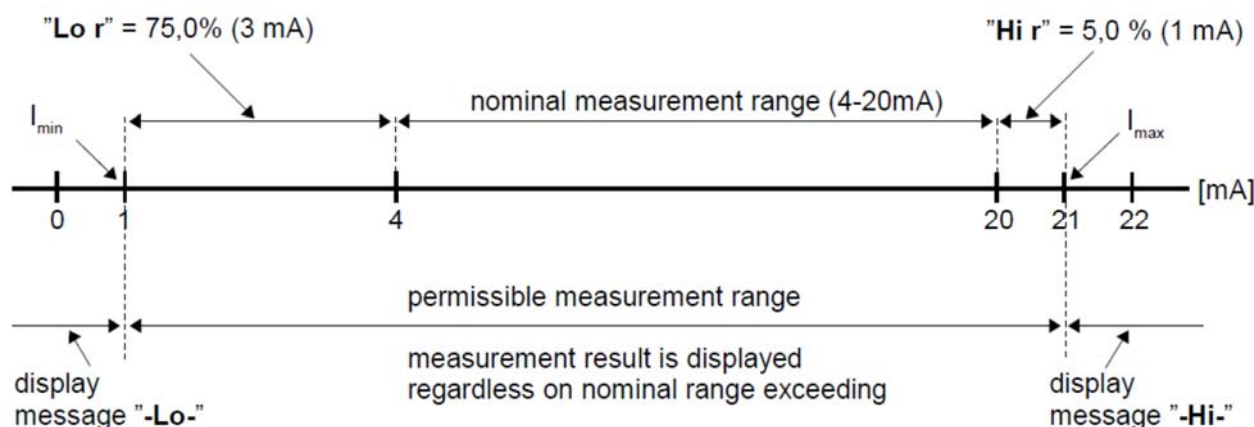 "Lo r" = 75,0% (3 mA)
"Hi r" = 5,0 % (1 mA)
nominal measurement range (4-20mA)
I min
I max
0 1 4 20 21 22 [mA]
permissible measurement range
measurement result is displayed
regardless on nominal range exceeding
display
message "-Lo-"
display
message "-Hi-"